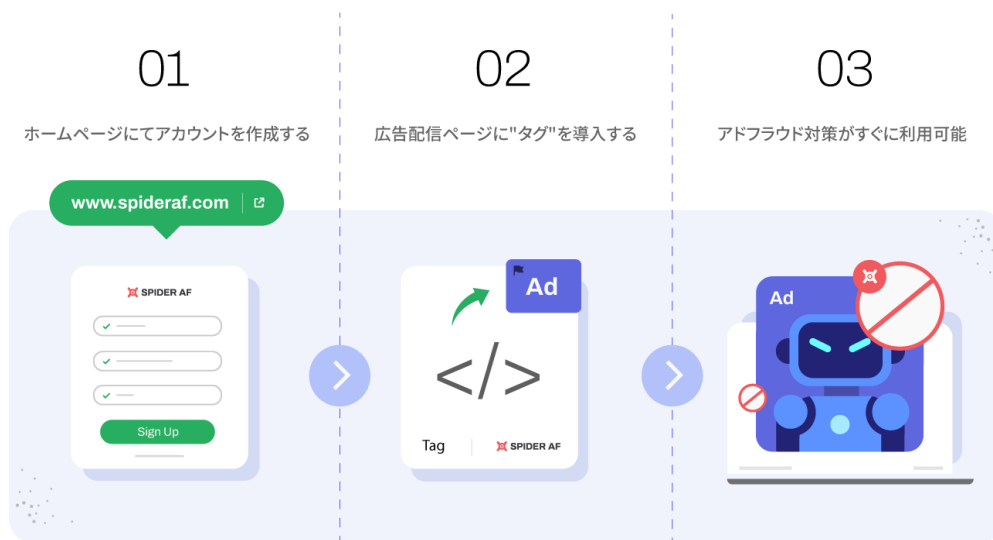 01
ホームページにてアカウントを作成する
www.spideraf.com
SPIDER AF
Sign Up
02
広告配信ページに"タグ"を導入する
Ad
</>
Tag
SPIDER AF
03
アドフラウド対策がすぐに利用可能
Ad